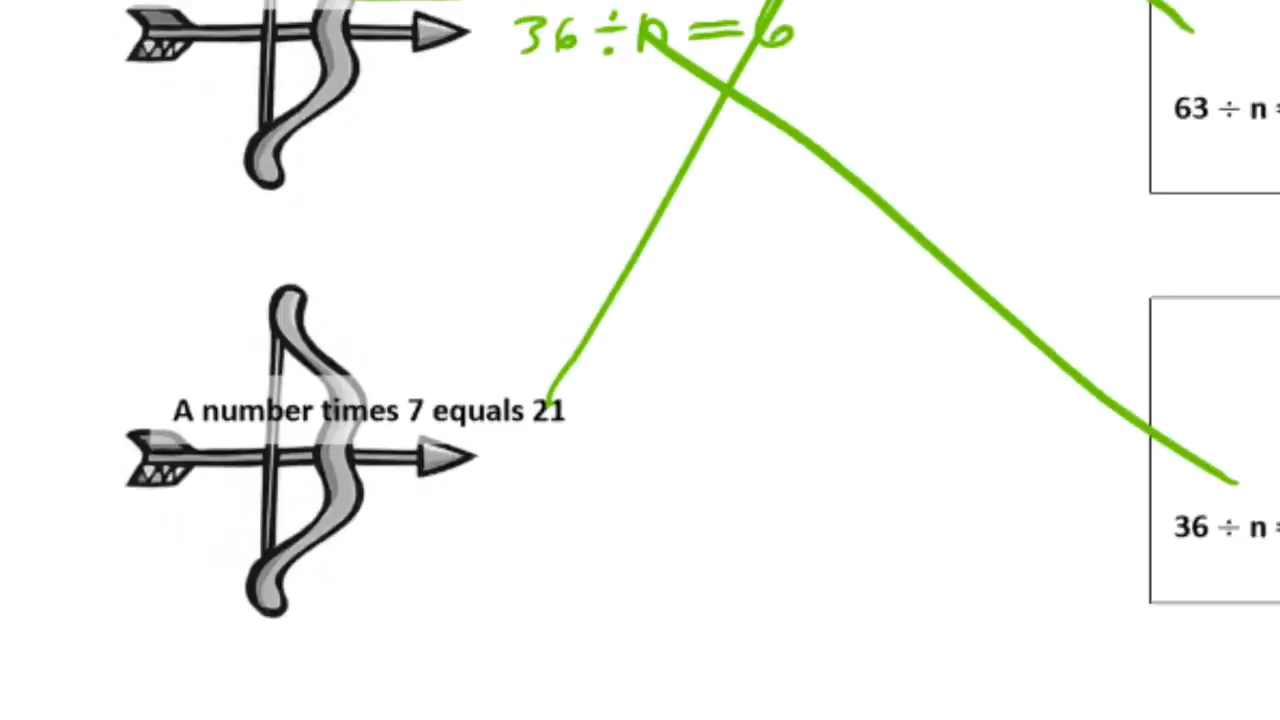 36 ÷ n = 6
63 ÷ n =
A number times 7 equals 21
36 ÷ n =